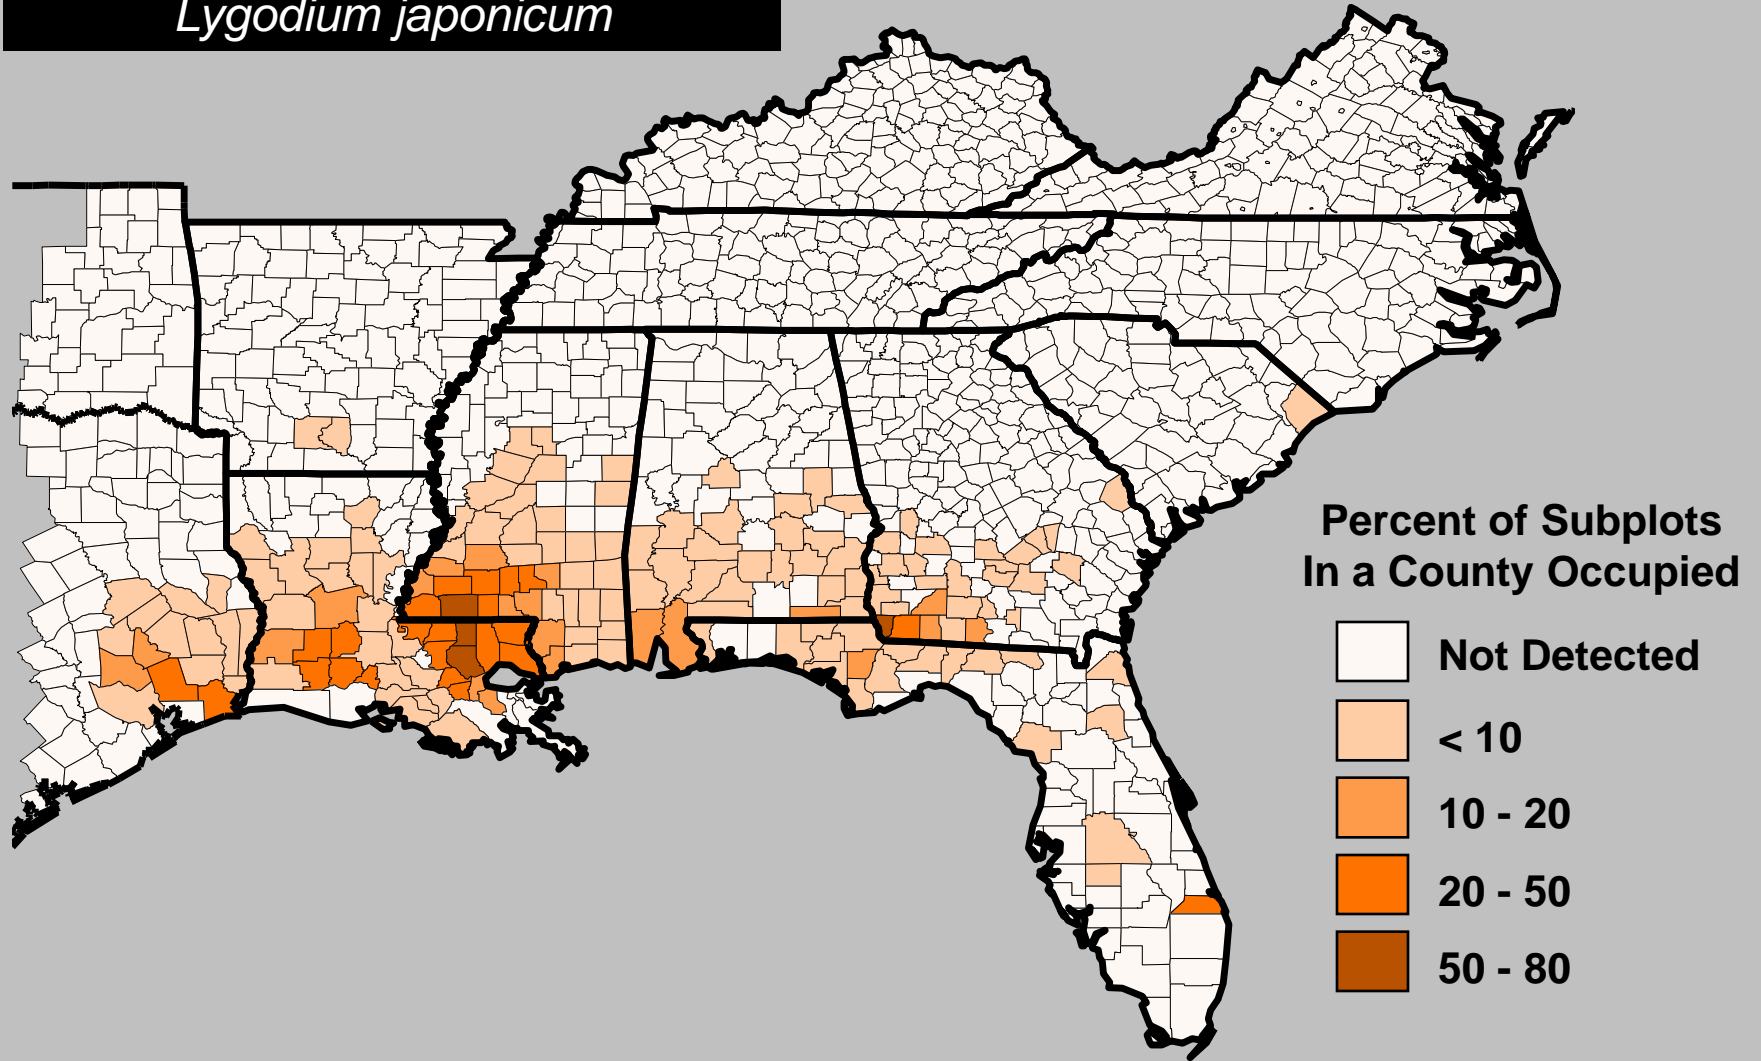 Lygodium japonicum
Percent of Subplots
In a County Occupied
Not Detected
< 10
10 - 20
20 - 50
50 - 80